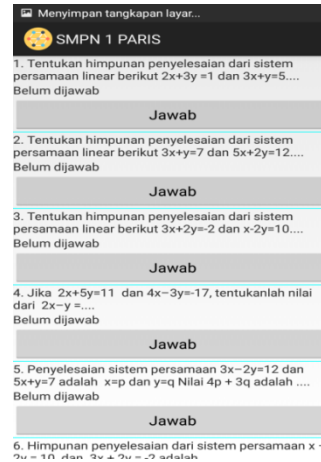 Menyimpan tangkapan layar...
SMPN 1 PARIS
1. Tentukan himpunan penyelesaian dari sistem
persamaan linear berikut 2x+3y =1 dan 3x+y=5....
Belum dijawab
Jawab
2. Tentukan himpunan penyelesaian dari sistem
persamaan linear berikut 3x+y=7 dan 5x+2y=12....
Belum dijawab
Jawab
3. Tentukan himpunan penyelesaian dari sistem
persamaan linear berikut 3x+2y=-2 dan x-2y=10....
Belum dijawab
Jawab
4. Jika 2x+5y=11 dan 4x−3y=-17, tentukanlah nilai
dari 2x−y =....
Belum dijawab
Jawab
5. Penyelesaian sistem persamaan 3x−2y=12 dan
5x+y=7 adalah x=p dan y=q Nilai 4p + 3q adalah ....
Belum dijawab
Jawab
6. Himpunan penyelesaian dari sistem persamaan x -
2y = 10 dan 3x + 2y = -2 adalah